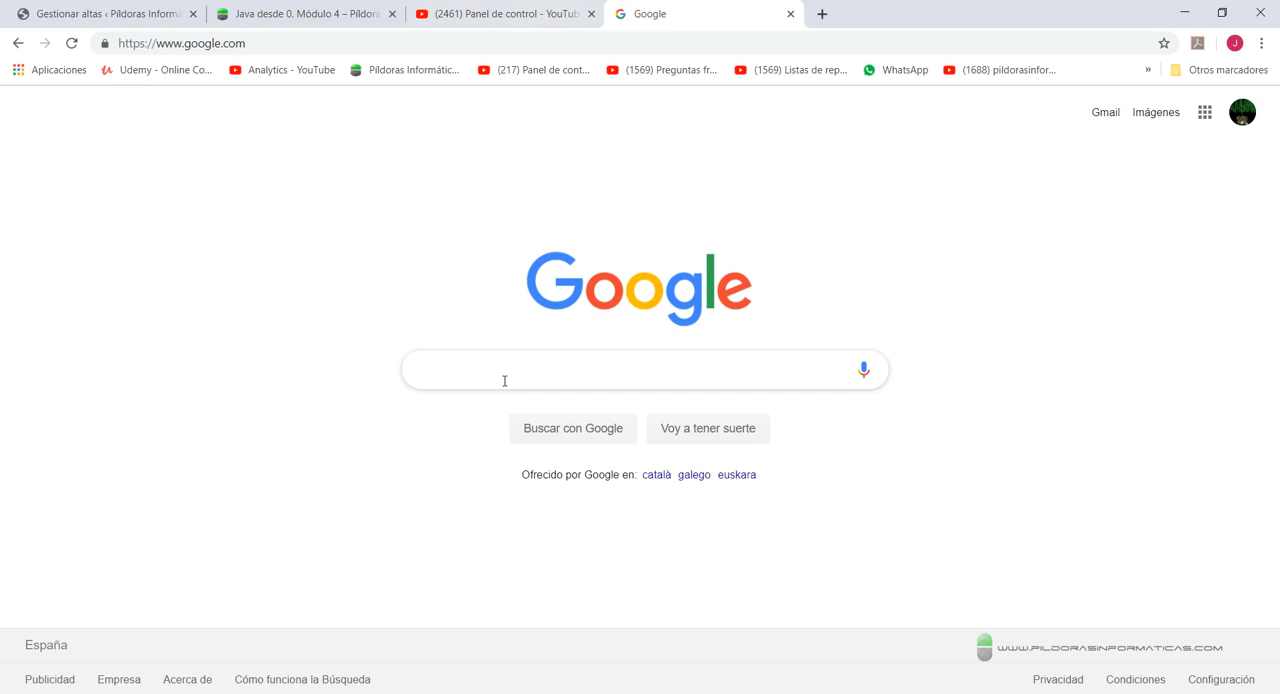 Gestionar altas ‹ Píldoras Informá
Java desde 0. Módulo 4 – Píldora
(2461) Panel de control - YouTub
Google
https://www.google.com
Aplicaciones
Udemy - Online Co...
Analytics - YouTube
Píldoras Informátic...
(217) Panel de cont...
(1569) Preguntas fr...
(1569) Listas de rep...
WhatsApp
(1688) pildorasinfor...
»
Otros marcadores
J
Gmail
Imágenes
Google
Buscar con Google
Voy a tener suerte
Ofrecido por Google en: català galego euskara
España
WWW.PILDORASINFORMATICAS.COM
Publicidad
Empresa
Acerca de
Cómo funciona la Búsqueda
Privacidad
Condiciones
Configuración